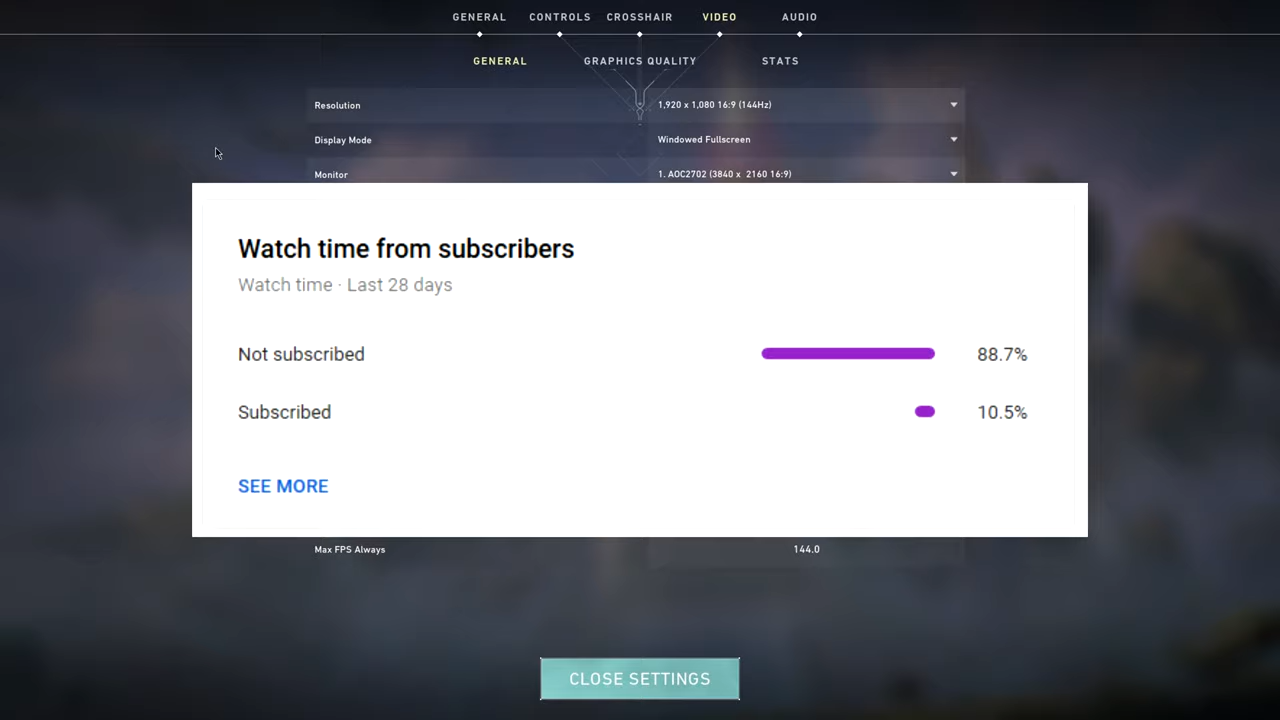 GENERAL CONTROLS CROSSHAIR VIDEO AUDIO
GENERAL GRAPHICS QUALITY STATS
Resolution 1,920 x 1,080 16:9 (144Hz)
Display Mode Windowed Fullscreen
Monitor 1. AOC2702 (3840 x 2160 16:9)
Watch time from subscribers
Watch time · Last 28 days
Not subscribed 88.7%
Subscribed 10.5%
SEE MORE
Max FPS Always 144.0
CLOSE SETTINGS